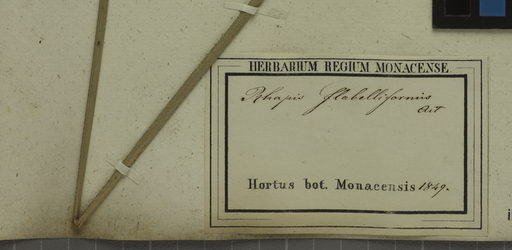 HERBARIUM REGIUM MONACENSE.
Rhapis flabelliformis
Ait
Hortus bot. Monacensis 1849.